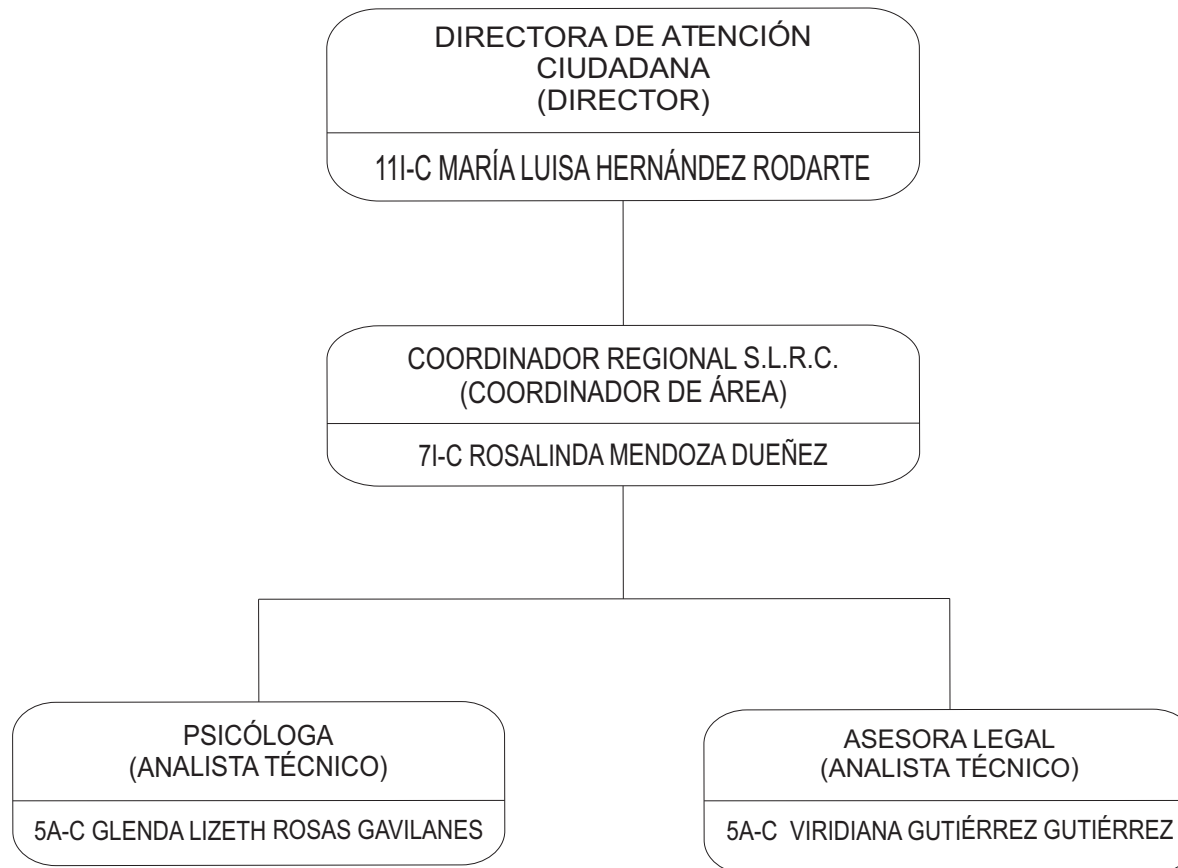 DIRECTORA DE ATENCIÓN
CIUDADANA
(DIRECTOR)
11I-C MARÍA LUISA HERNÁNDEZ RODARTE
COORDINADOR REGIONAL S.L.R.C.
(COORDINADOR DE ÁREA)
7I-C ROSALINDA MENDOZA DUEÑEZ
PSICÓLOGA
(ANALISTA TÉCNICO)
5A-C GLENDA LIZETH ROSAS GAVILANES
ASESORA LEGAL
(ANALISTA TÉCNICO)
5A-C VIRIDIANA GUTIÉRREZ GUTIÉRREZ